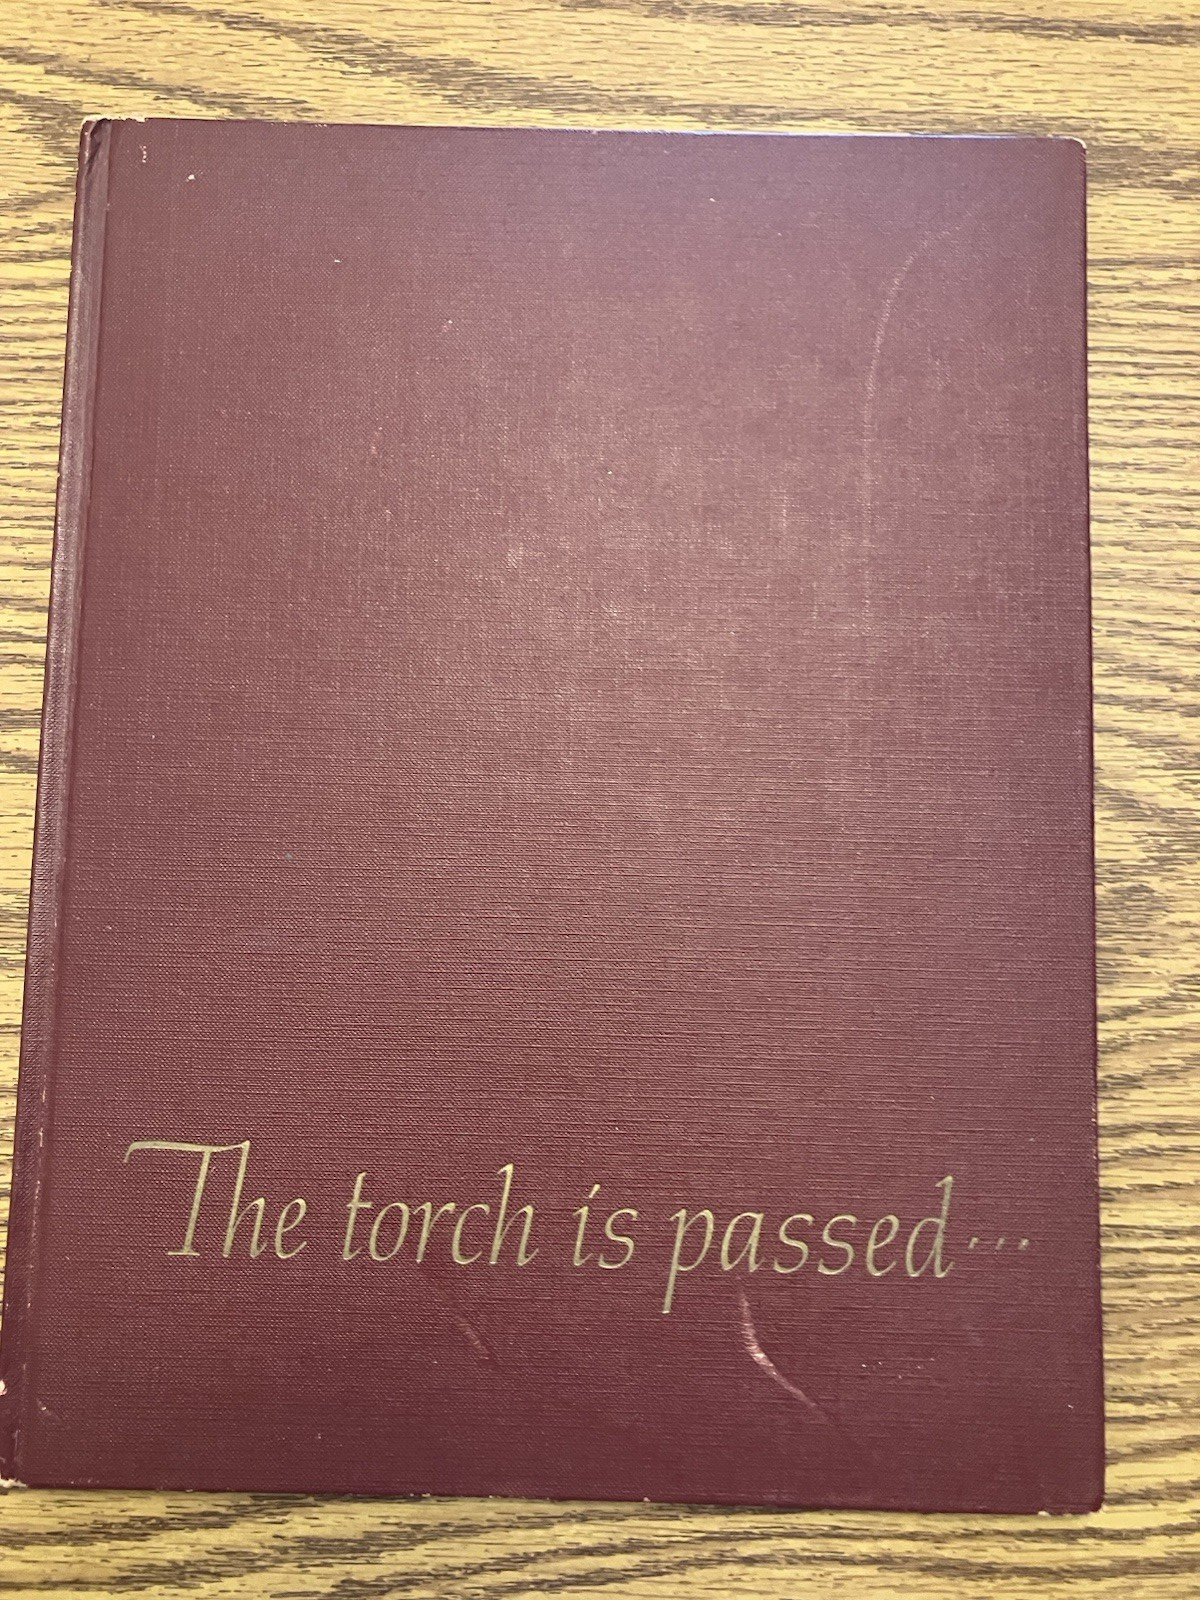 The torch is passed...